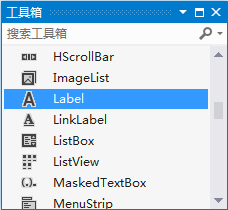 工具箱
搜索工具箱
HScrollBar
ImageList
Label
LinkLabel
ListBox
ListView
MaskedTextBox
MenuStrip